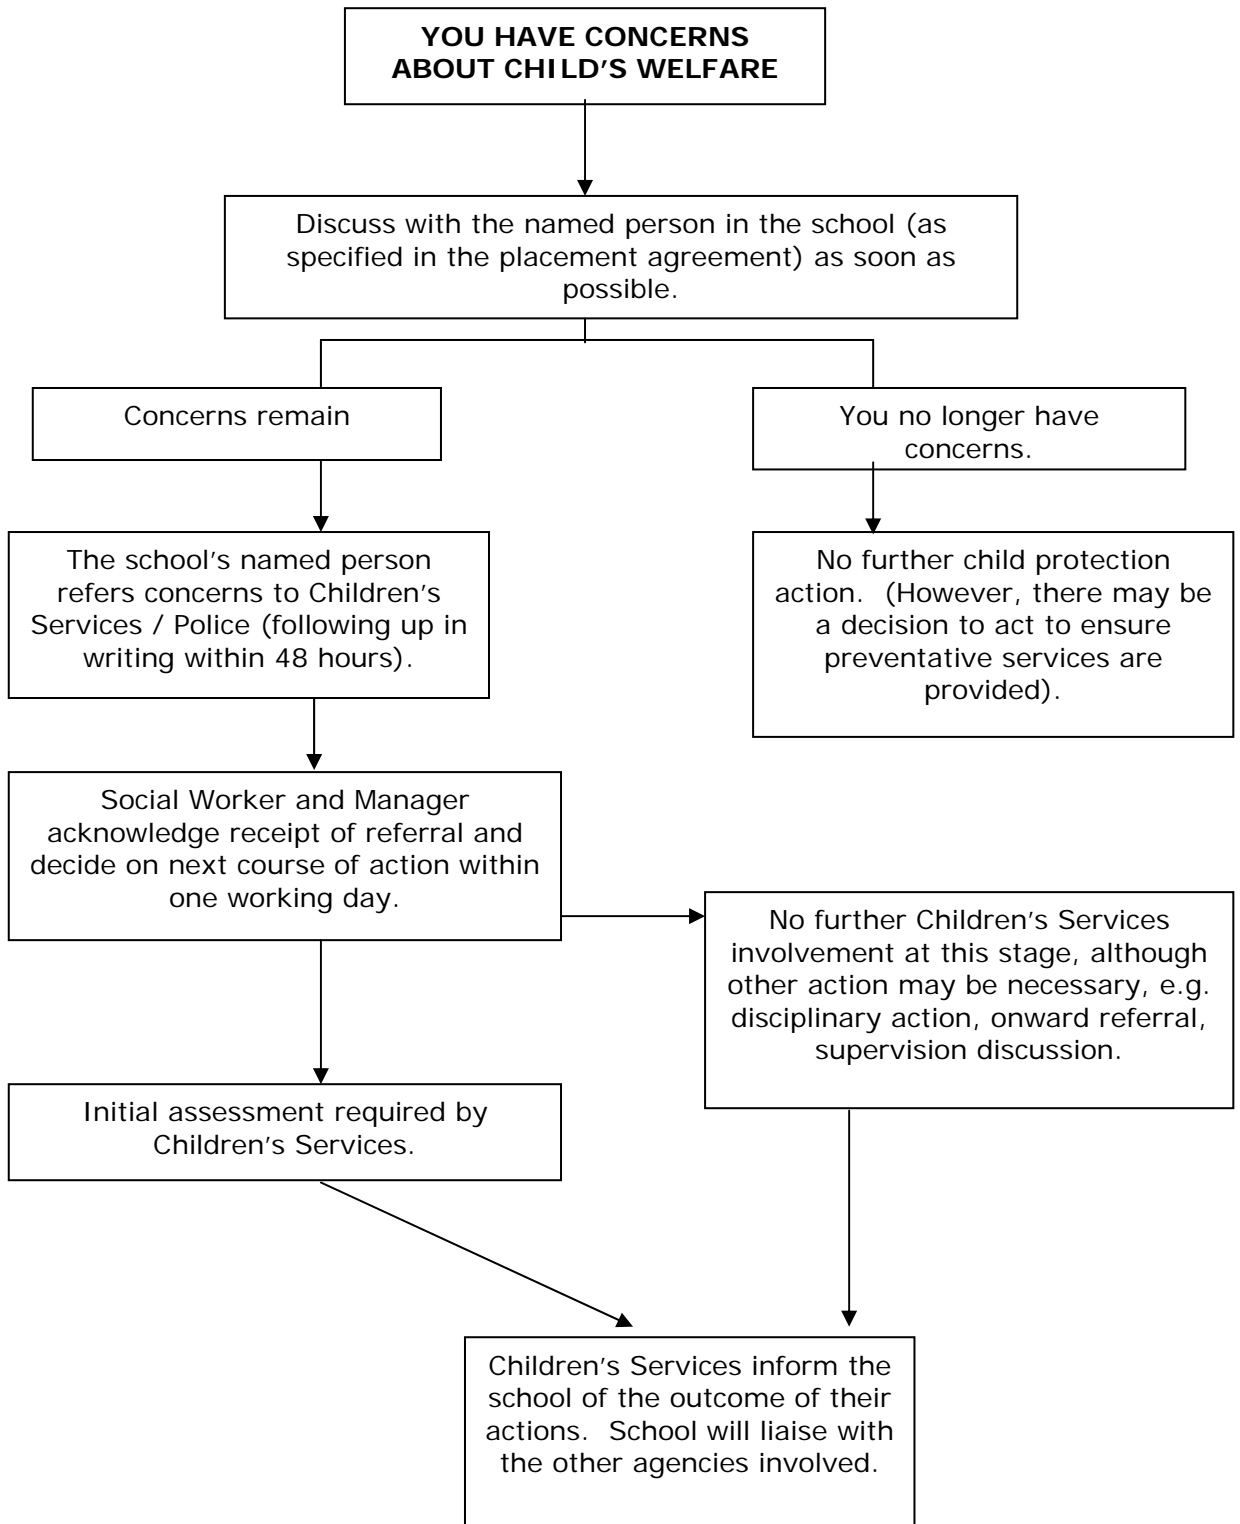 YOU HAVE CONCERNS
ABOUT CHILD'S WELFARE
Discuss with the named person in the school (as
specified in the placement agreement) as soon as
possible.
Concerns remain
You no longer have
concerns.
The school's named person
refers concerns to Children's
Services / Police (following up in
writing within 48 hours).
No further child protection
action.  (However, there may be
a decision to act to ensure
preventative services are
provided).
Social Worker and Manager
acknowledge receipt of referral and
decide on next course of action within
one working day.
No further Children's Services
involvement at this stage, although
other action may be necessary, e.g.
disciplinary action, onward referral,
supervision discussion.
Initial assessment required by
Children's Services.
Children's Services inform the
school of the outcome of their
actions.  School will liaise with
the other agencies involved.